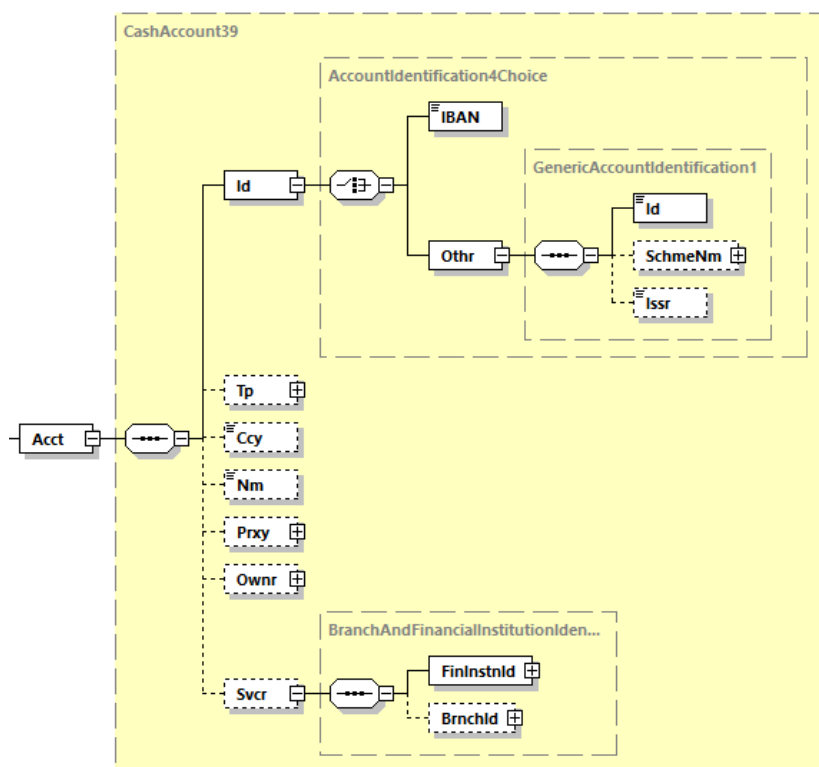 CashAccount39
AccountIdentification4Choice
IBAN
GenericAccountIdentification1
Id
Id
Othr
SchmeNm
Issr
Tp
Acct
Ccy
Nm
Prxy
Ownr
BranchAndFinancialInstitutionIden...
FinInstnId
Svcr
BrnchId